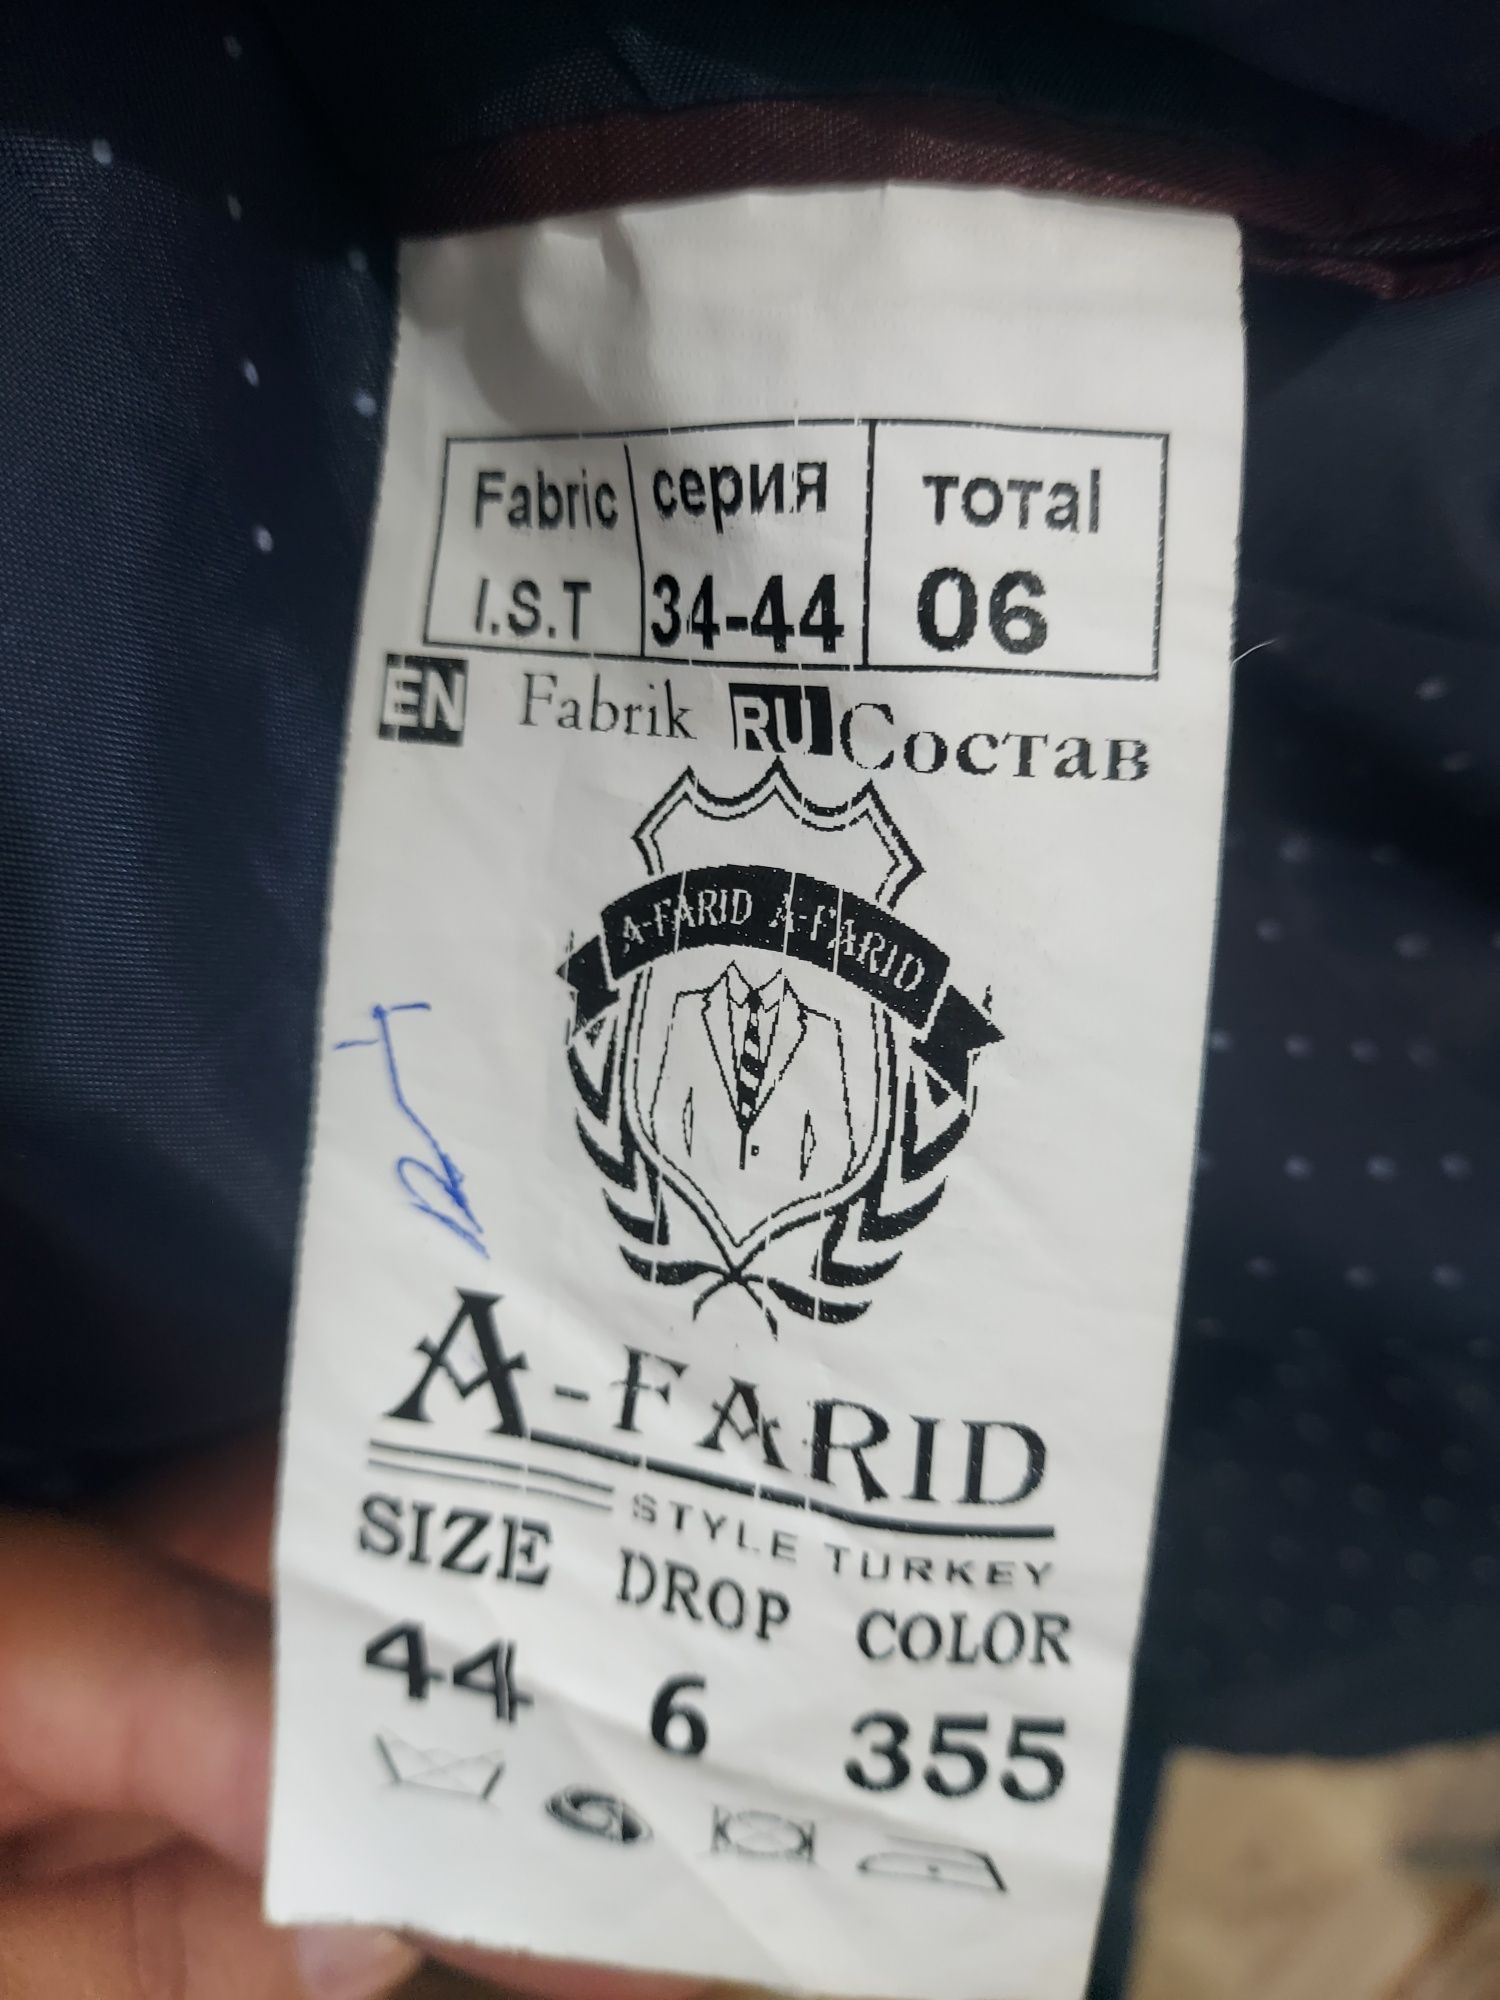 Fabric серия тотаl
I.S.T 34-44 06
EN Fabrik RU Состав
A-FARID A-FARID
A-FARID
STYLE TURKEY
SIZE DROP COLOR
44 6 355